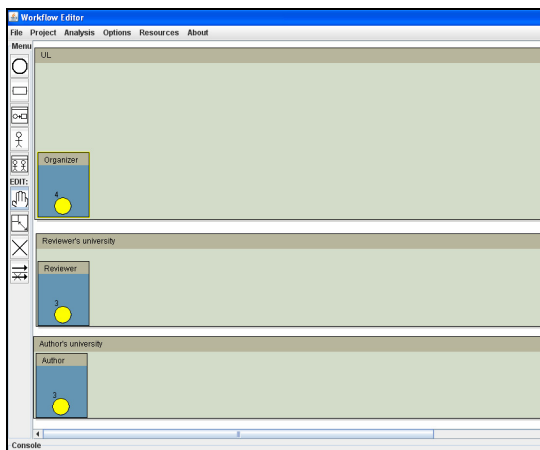 Workflow Editor
File Project Analysis Options Resources About
Menu
UL
Organizer
4
EDIT:
Reviewer's university
Reviewer
3
Author's university
Author
3
Console